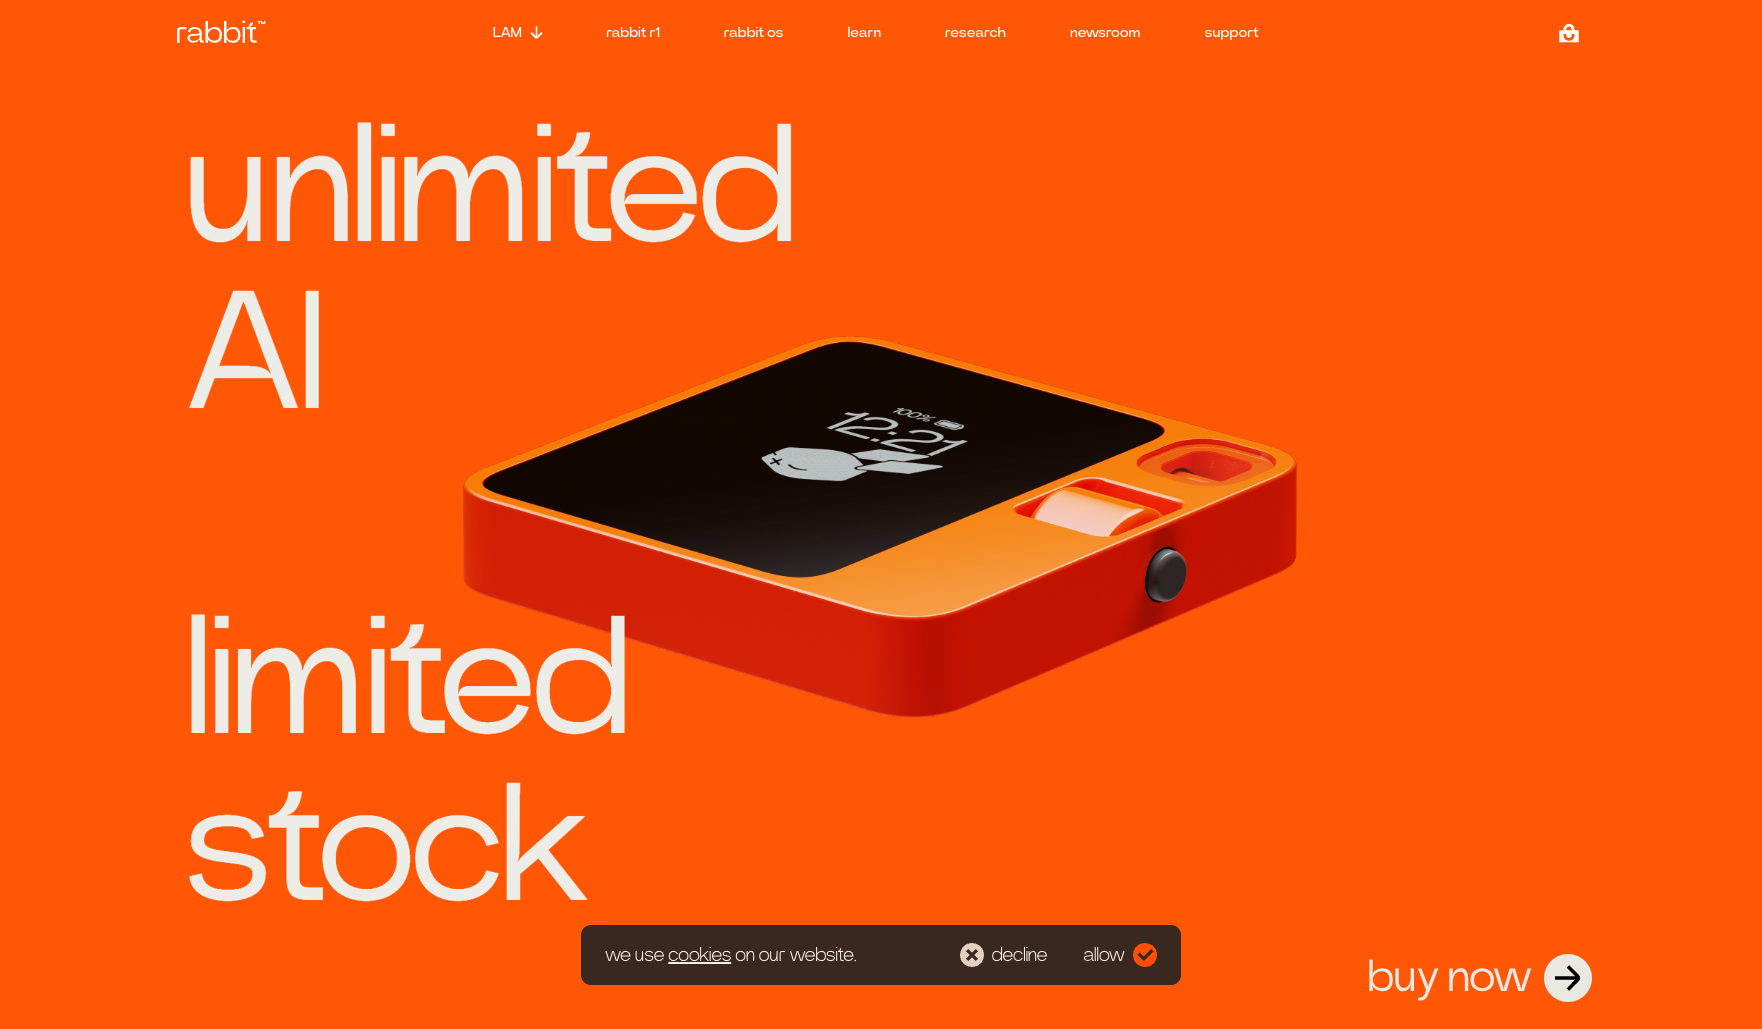 rabbit™
LAM rabbit r1 rabbit os learn research newsroom support
unlimited
AI
100%
12:21
limited
stock
we use cookies on our website. decline allow
buy now